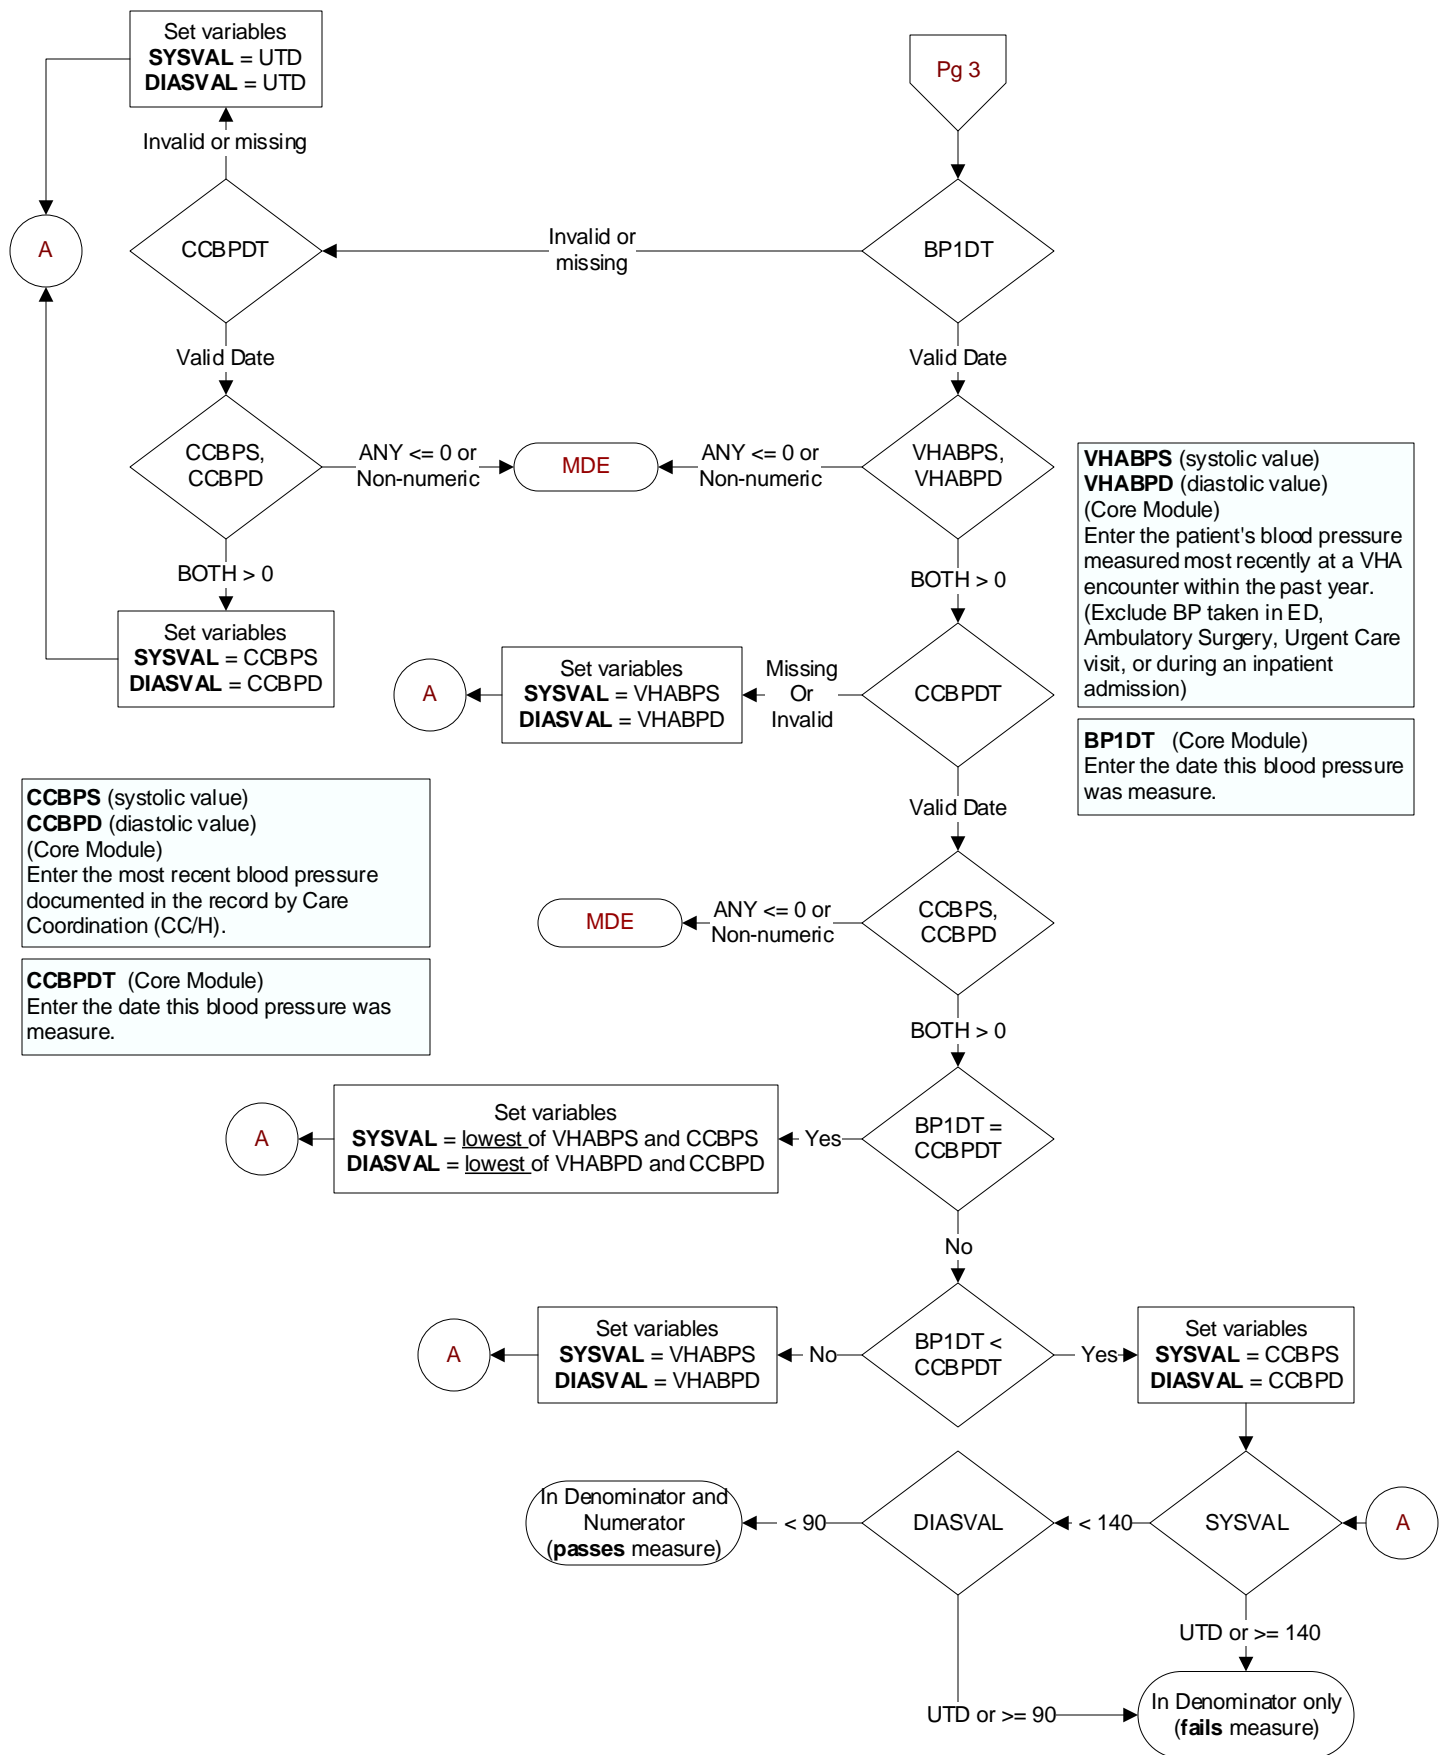 Set variables
SYSVAL = UTD
DIASVAL = UTD
Pg 3
Invalid or missing
A
CCBPDT
Invalid or
missing
BP1DT
Valid Date
Valid Date
CCBPS,
CCBPD
ANY <= 0 or
Non-numeric
MDE
ANY <= 0 or
Non-numeric
VHABPS,
VHABPD
VHABPS (systolic value)
VHABPD (diastolic value)
(Core Module)
Enter the patient's blood pressure
measured most recently at a VHA
encounter within the past year.
(Exclude BP taken in ED,
Ambulatory Surgery, Urgent Care
visit, or during an inpatient
admission)
BOTH > 0
BOTH > 0
Set variables
SYSVAL = CCBPS
DIASVAL = CCBPD
A
Set variables
SYSVAL = VHABPS
DIASVAL = VHABPD
Missing
Or
Invalid
CCBPDT
BP1DT (Core Module)
Enter the date this blood pressure
was measure.
CCBPS (systolic value)
CCBPD (diastolic value)
(Core Module)
Enter the most recent blood pressure
documented in the record by Care
Coordination (CC/H).
Valid Date
MDE
ANY <= 0 or
Non-numeric
CCBPS,
CCBPD
CCBPDT (Core Module)
Enter the date this blood pressure was
measure.
BOTH > 0
A
Set variables
SYSVAL = lowest of VHABPS and CCBPS
DIASVAL = lowest of VHABPD and CCBPD
Yes
BP1DT =
CCBPDT
No
A
Set variables
SYSVAL = VHABPS
DIASVAL = VHABPD
No
BP1DT <
CCBPDT
Yes
Set variables
SYSVAL = CCBPS
DIASVAL = CCBPD
In Denominator and
Numerator
(passes measure)
< 90
DIASVAL
< 140
SYSVAL
A
UTD or >= 140
UTD or >= 90
In Denominator only
(fails measure)